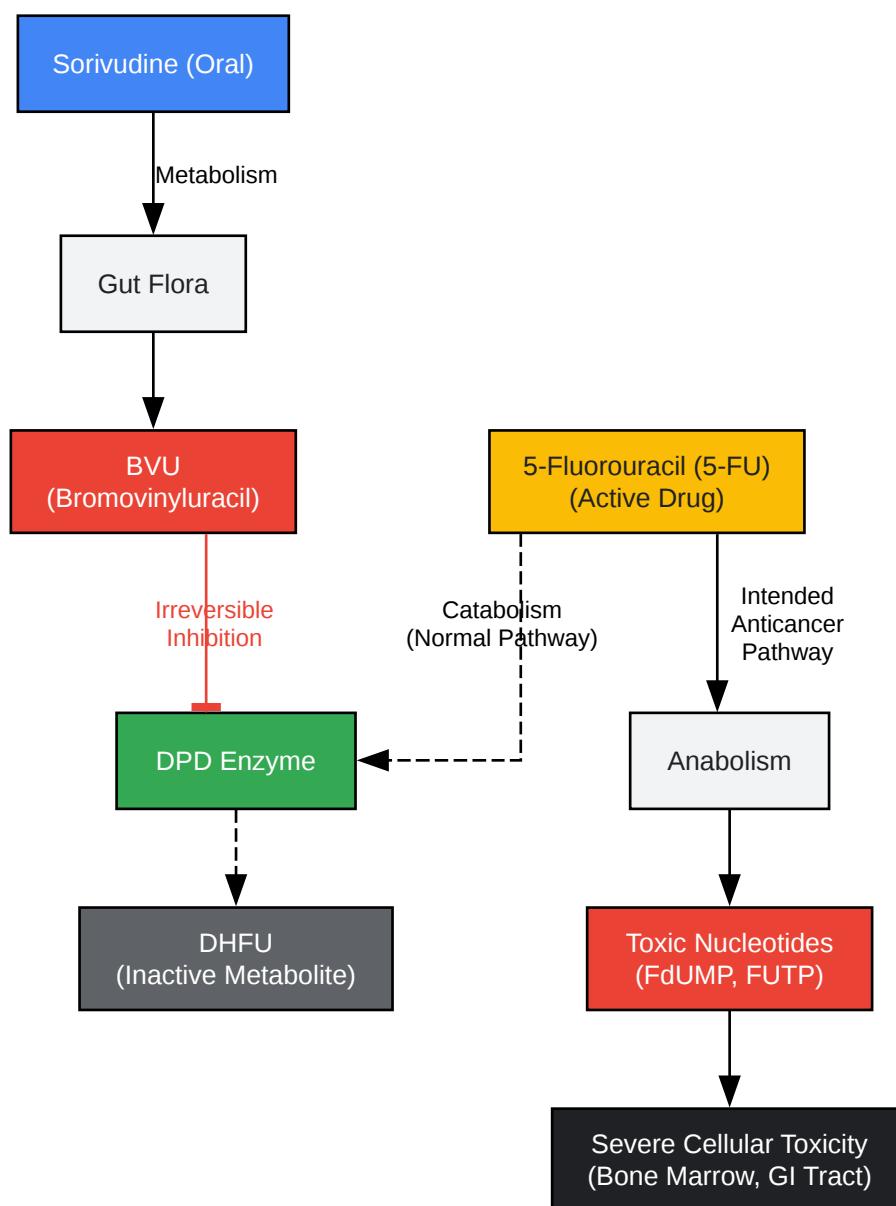 Sorivudine (Oral)
Metabolism
Gut Flora
BVU
(Bromovinyluracil)
5-Fluorouracil (5-FU)
(Active Drug)
Irreversible
Inhibition
Catabolism
(Normal Pathway)
Intended
Anticancer
Pathway
DPD Enzyme
Anabolism
DHFU
(Inactive Metabolite)
Toxic Nucleotides
(FdUMP, FUTP)
Severe Cellular Toxicity
(Bone Marrow, GI Tract)